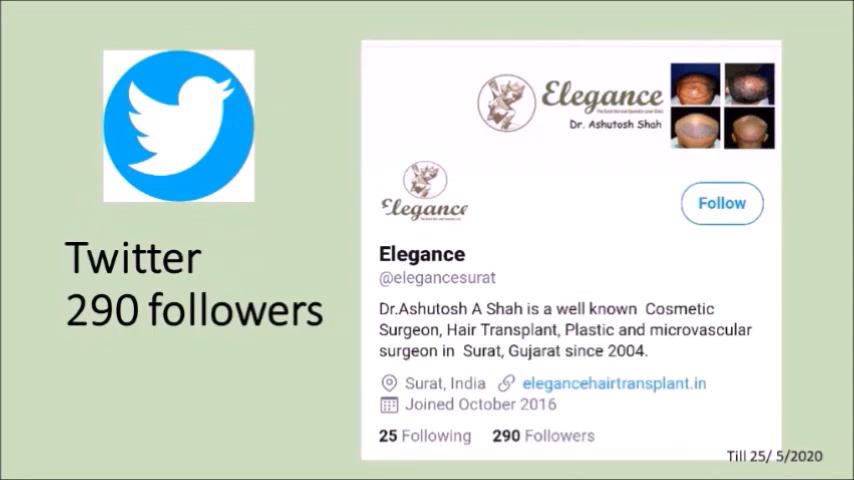 Twitter
290 followers
Elegance
Dr. Ashutosh Shah
Elegance
Follow
Elegance
@elegancesurat
Dr.Ashutosh A Shah is a well known Cosmetic
Surgeon, Hair Transplant, Plastic and microvascular
surgeon in Surat, Gujarat since 2004.
Surat, India elegancehairtransplant.in
Joined October 2016
25 Following 290 Followers
Till 25/ 5/2020